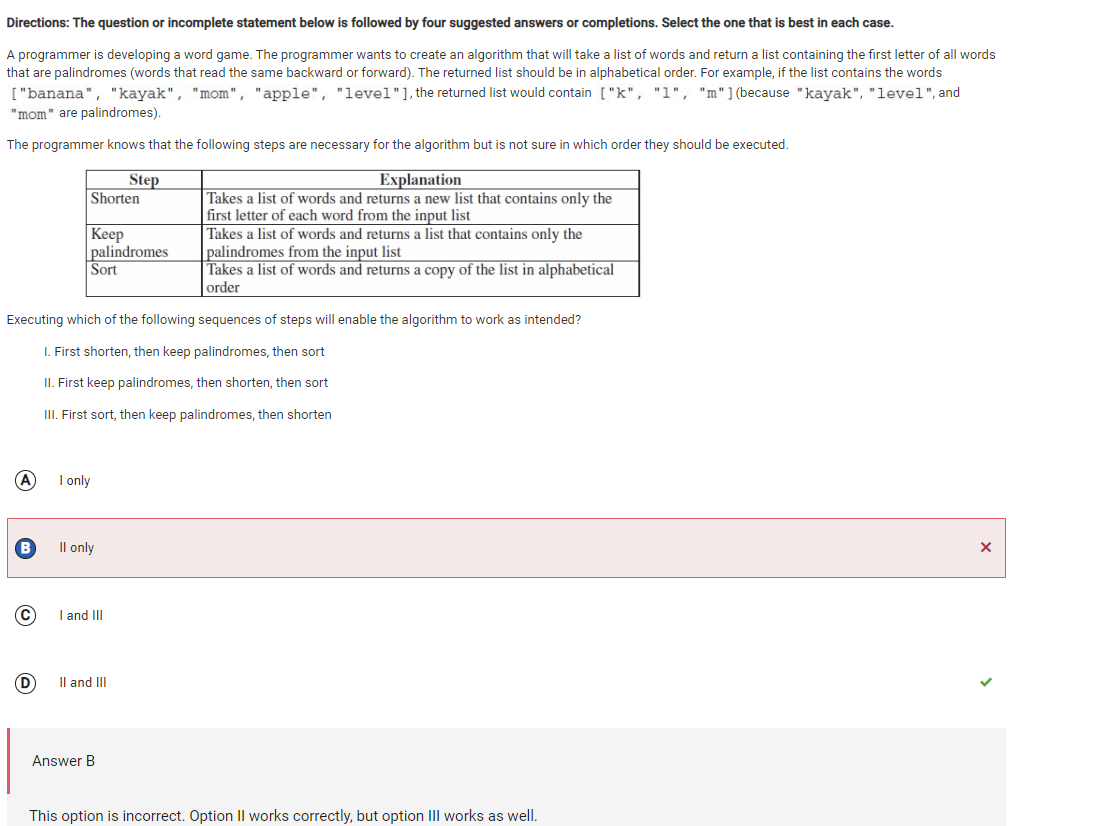 Directions: The question or incomplete statement below is followed by four suggested answers or completions. Select the one that is best in each case.
A programmer is developing a word game. The programmer wants to create an algorithm that will take a list of words and return a list containing the first letter of all words
that are palindromes (words that read the same backward or forward). The returned list should be in alphabetical order. For example, if the list contains the words
["banana", "kayak", "mom", "apple", "level"], the returned list would contain ["k", "l", "m"] (because "kayak", "level", and
"mom" are palindromes).
The programmer knows that the following steps are necessary for the algorithm but is not sure in which order they should be executed.
Step Explanation
Shorten Takes a list of words and returns a new list that contains only the
first letter of each word from the input list
Keep Takes a list of words and returns a list that contains only the
palindromes palindromes from the input list
Sort Takes a list of words and returns a copy of the list in alphabetical
order
Executing which of the following sequences of steps will enable the algorithm to work as intended?
I. First shorten, then keep palindromes, then sort
II. First keep palindromes, then shorten, then sort
III. First sort, then keep palindromes, then shorten
A I only
B II only
C I and III
D II and III
Answer B
This option is incorrect. Option II works correctly, but option III works as well.